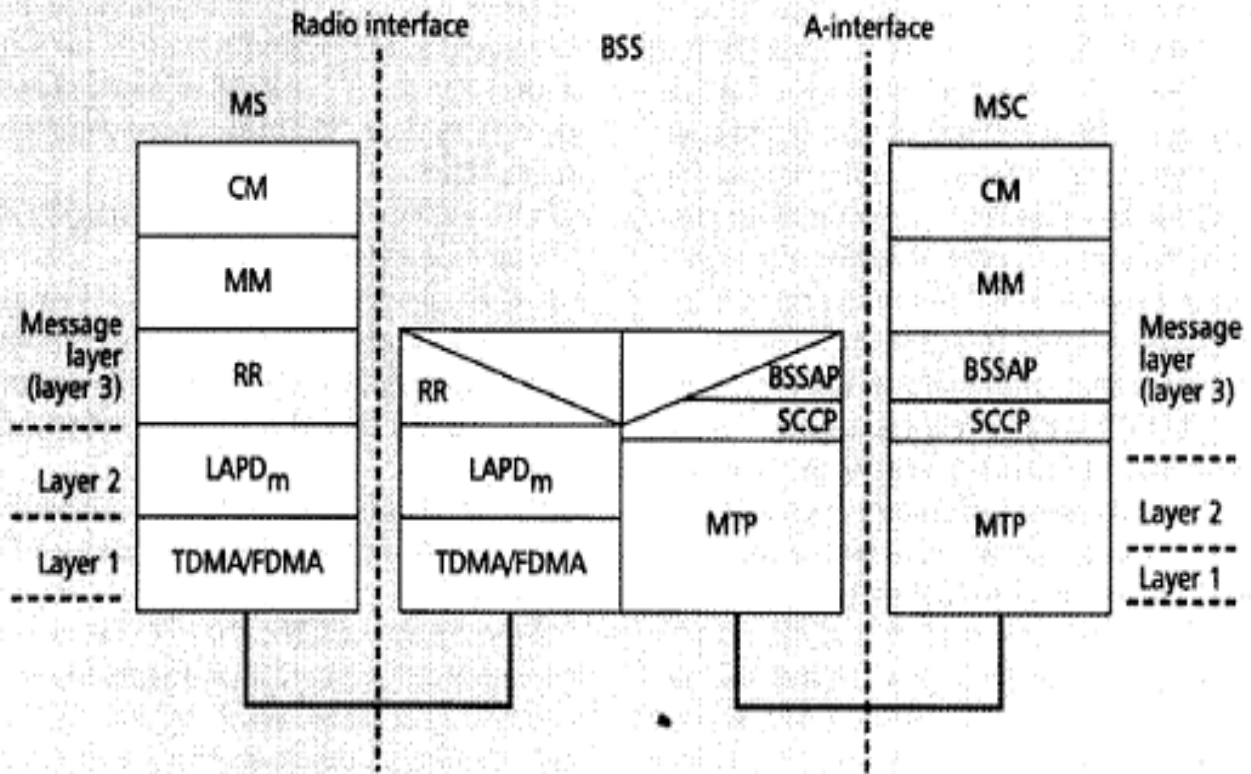 Radio interface
BSS
A-interface
MS
MSC
CM
CM
MM
MM
Message
layer
(layer 3)
RR
RR
BSSAP
SCCP
BSSAP
SCCP
Message
layer
(layer 3)
Layer 2
LAPDm
LAPDm
MTP
MTP
Layer 2
Layer 1
TDMA/FDMA
TDMA/FDMA
Layer 1